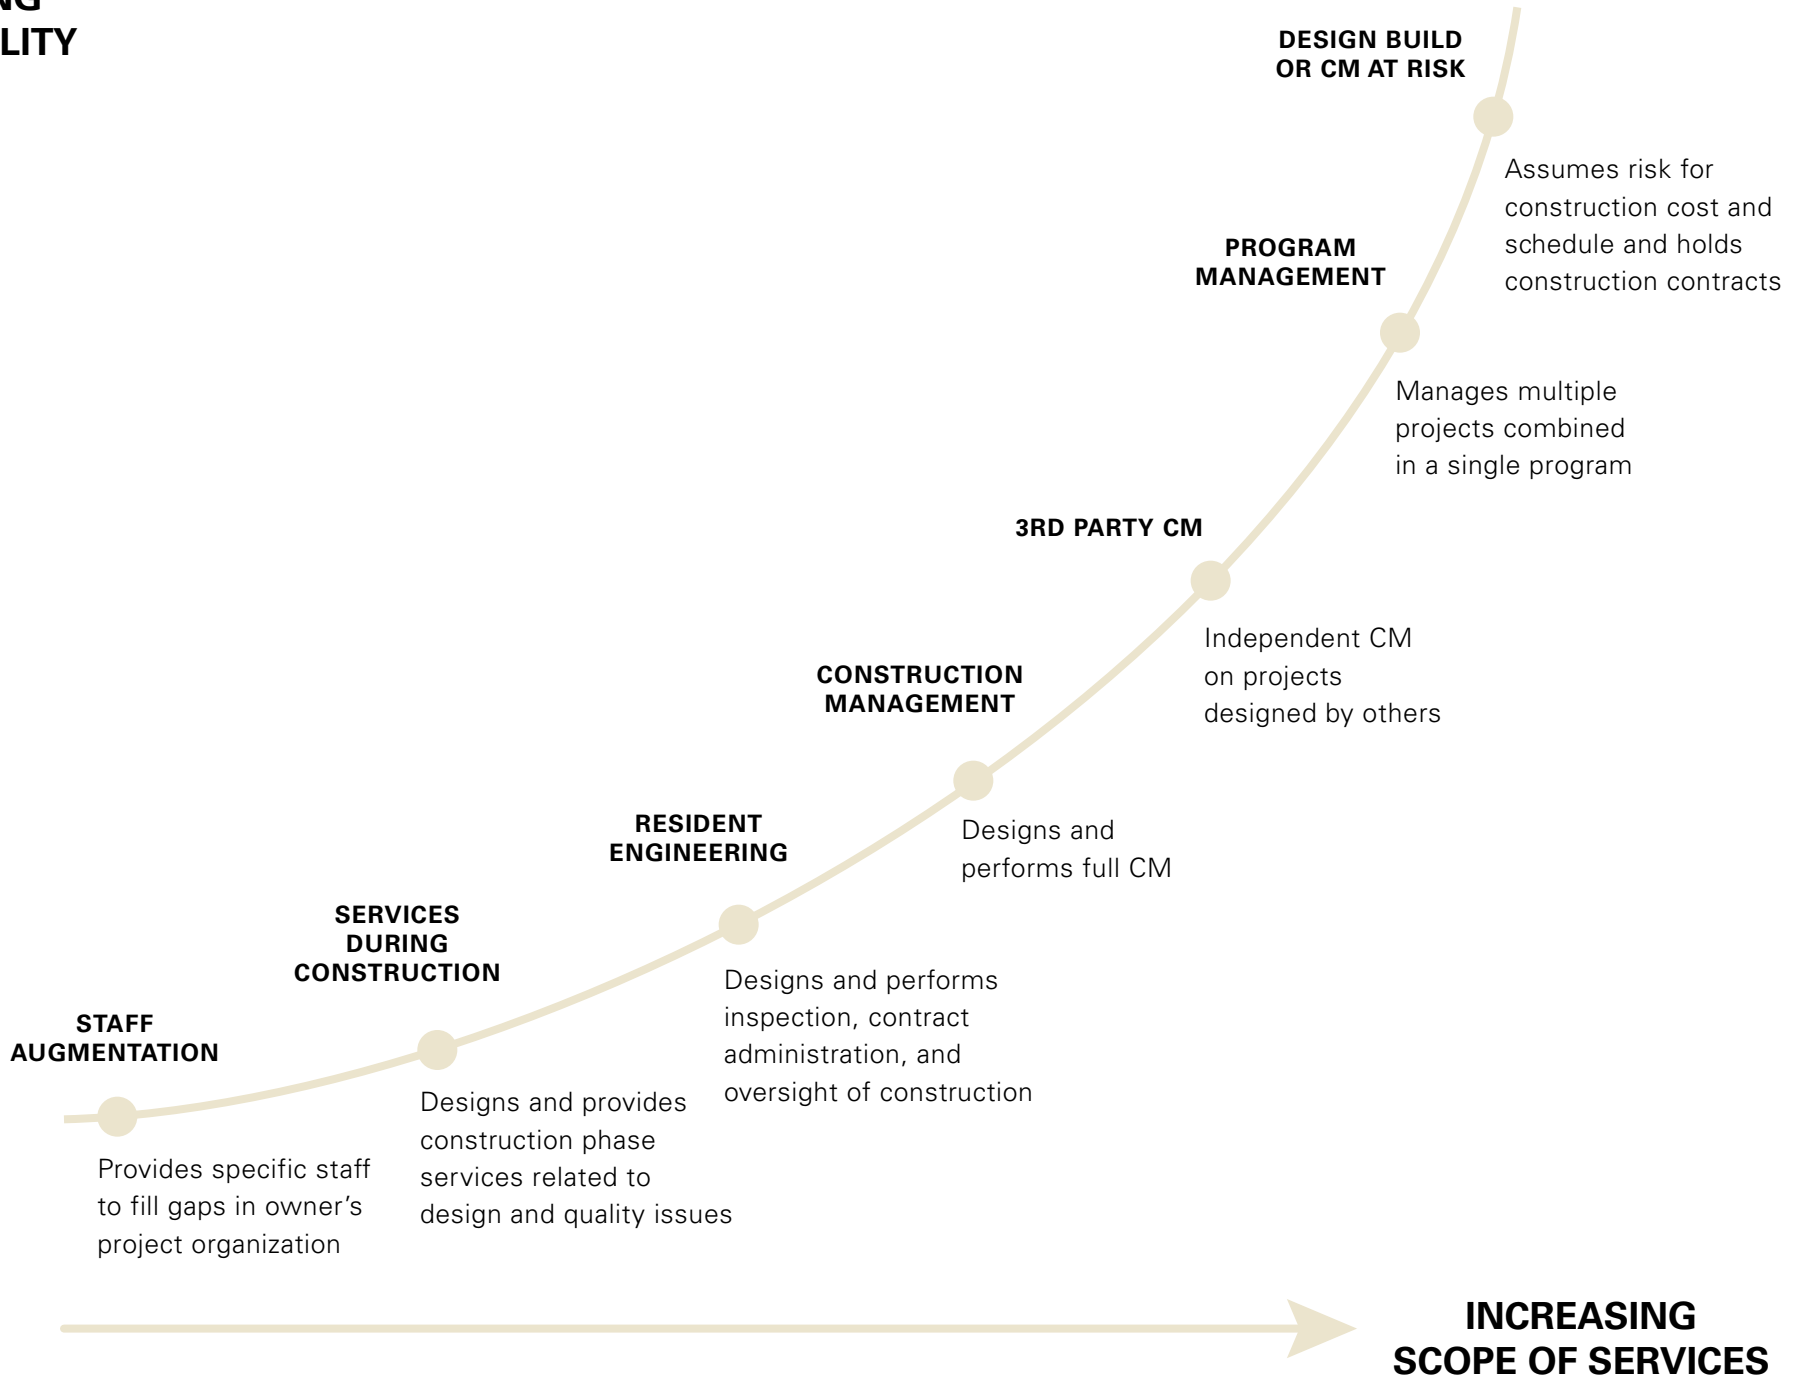 LITY
DESIGN BUILD
OR CM AT RISK
Assumes risk for
construction cost and
schedule and holds
construction contracts
PROGRAM
MANAGEMENT
Manages multiple
projects combined
in a single program
3RD PARTY CM
Independent CM
on projects
designed by others
CONSTRUCTION
MANAGEMENT
Designs and
performs full CM
RESIDENT
ENGINEERING
Designs and performs
inspection, contract
administration, and
oversight of construction
SERVICES
DURING
CONSTRUCTION
Designs and provides
construction phase
services related to
design and quality issues
STAFF
AUGMENTATION
Provides specific staff
to fill gaps in owner’s
project organization
INCREASING
SCOPE OF SERVICES